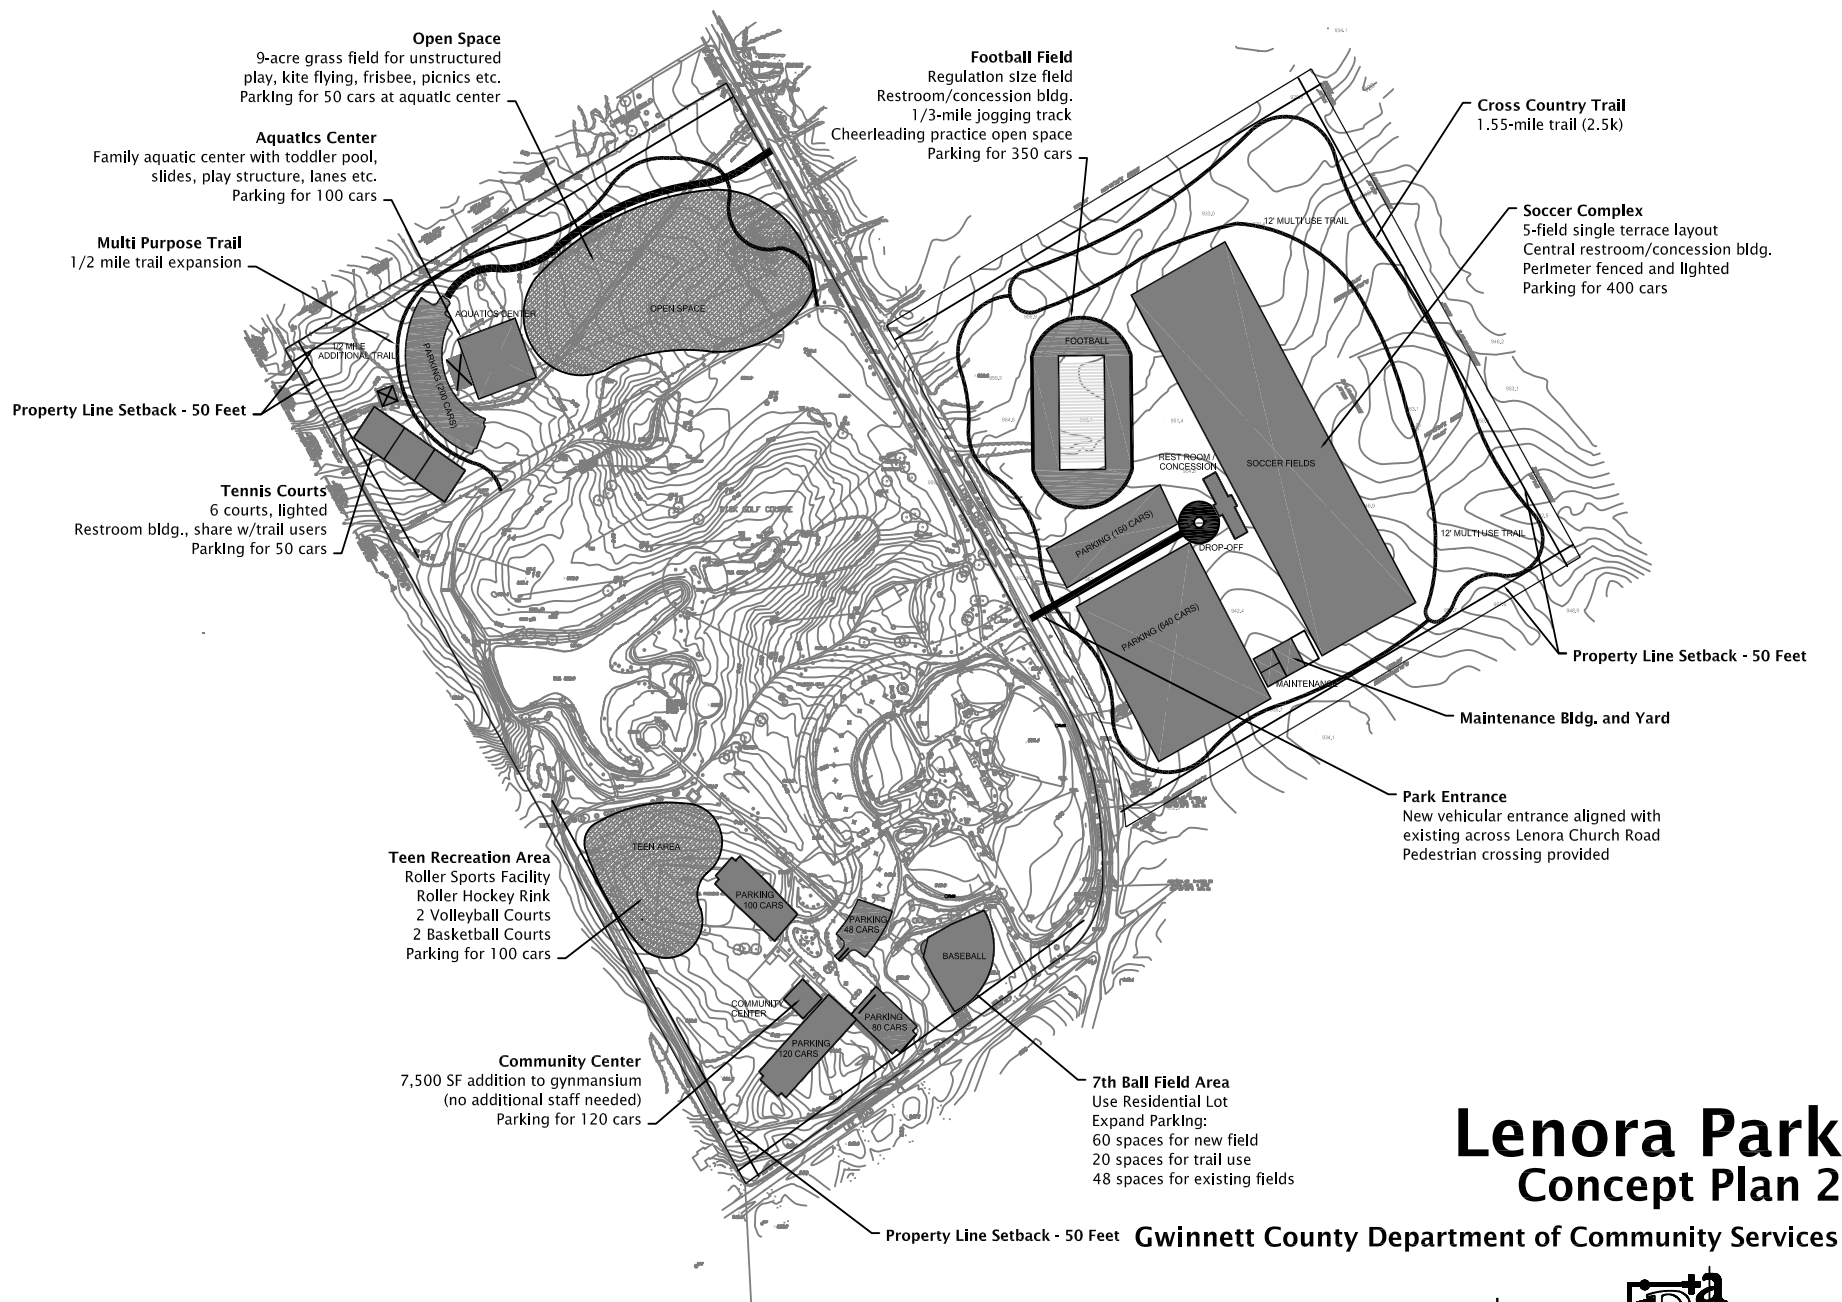 Open Space
9-acre grass field for unstructured
play, kite flying, frisbee, picnics etc.
Parking for 50 cars at aquatic center
Aquatics Center
Family aquatic center with toddler pool,
slides, play structure, lanes etc.
Parking for 100 cars
Multi Purpose Trail
1/2 mile trail expansion
Property Line Setback - 50 Feet
Tennis Courts
6 courts, lighted
Restroom bldg., share w/trail users
Parking for 50 cars
Football Field
Regulation size field
Restroom/concession bldg.
1/3-mile jogging track
Cheerleading practice open space
Parking for 350 cars
Cross Country Trail
1.55-mile trail (2.5k)
Soccer Complex
5-field single terrace layout
Central restroom/concession bldg.
Perimeter fenced and lighted
Parking for 400 cars
12' MULTI USE TRAIL
OPEN SPACE
AQUATICS CENTER
1/2 MILE
ADDITIONAL TRAIL
PARKING (200 CARS)
FOOTBALL
REST ROOM /
CONCESSION
SOCCER FIELDS
DISK GOLF COURSE
PARKING (160 CARS)
DROP-OFF
12' MULTI USE TRAIL
PARKING (640 CARS)
MAINTENANCE
Property Line Setback - 50 Feet
Maintenance Bldg. and Yard
Park Entrance
New vehicular entrance aligned with
existing across Lenora Church Road
Pedestrian crossing provided
Teen Recreation Area
Roller Sports Facility
Roller Hockey Rink
2 Volleyball Courts
2 Basketball Courts
Parking for 100 cars
TEEN AREA
PARKING
100 CARS
PARKING
48 CARS
BASEBALL
COMMUNITY
CENTER
PARKING
80 CARS
PARKING
120 CARS
Community Center
7,500 SF addition to gynmansium
(no additional staff needed)
Parking for 120 cars
7th Ball Field Area
Use Residential Lot
Expand Parking:
60 spaces for new field
20 spaces for trail use
48 spaces for existing fields
Property Line Setback - 50 Feet
Lenora Park
Concept Plan 2
Gwinnett County Department of Community Services